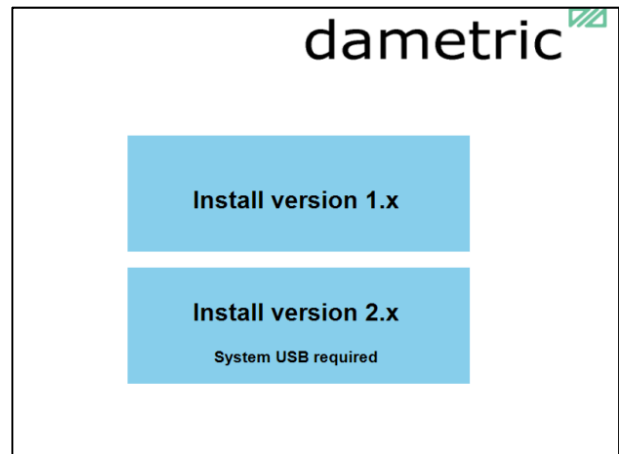 dametric
Install version 1.x
Install version 2.x
System USB required